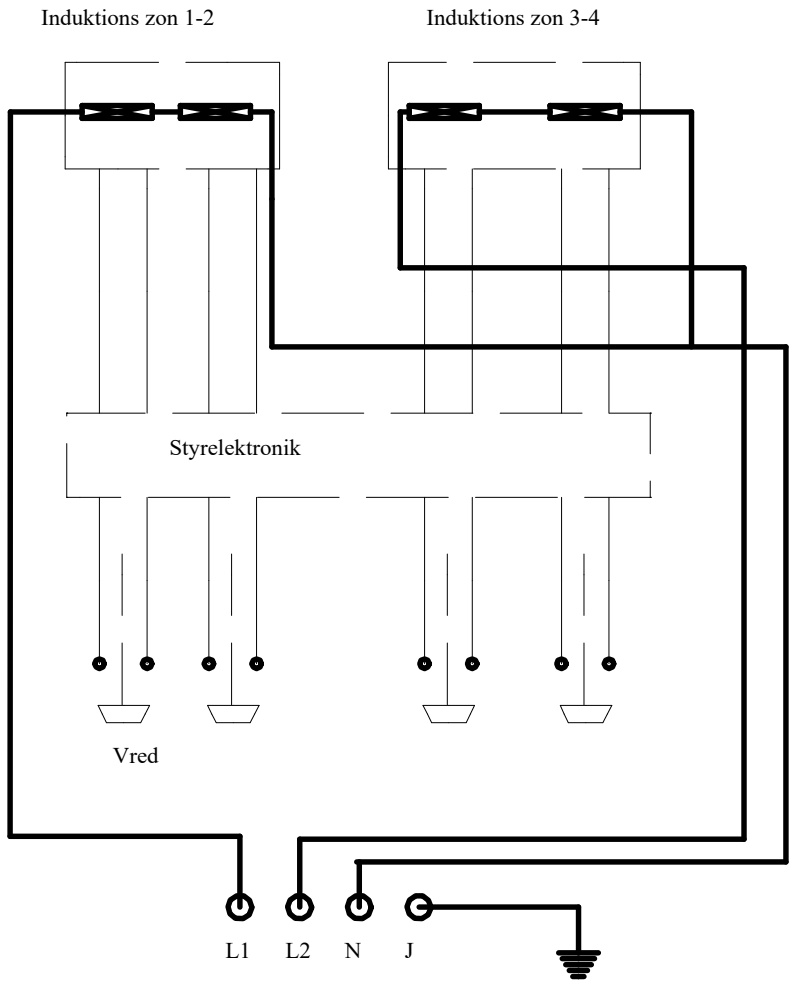 Induktions zon 1-2
Induktions zon 3-4
Styrelektronik
Vred
L1
L2
N
J